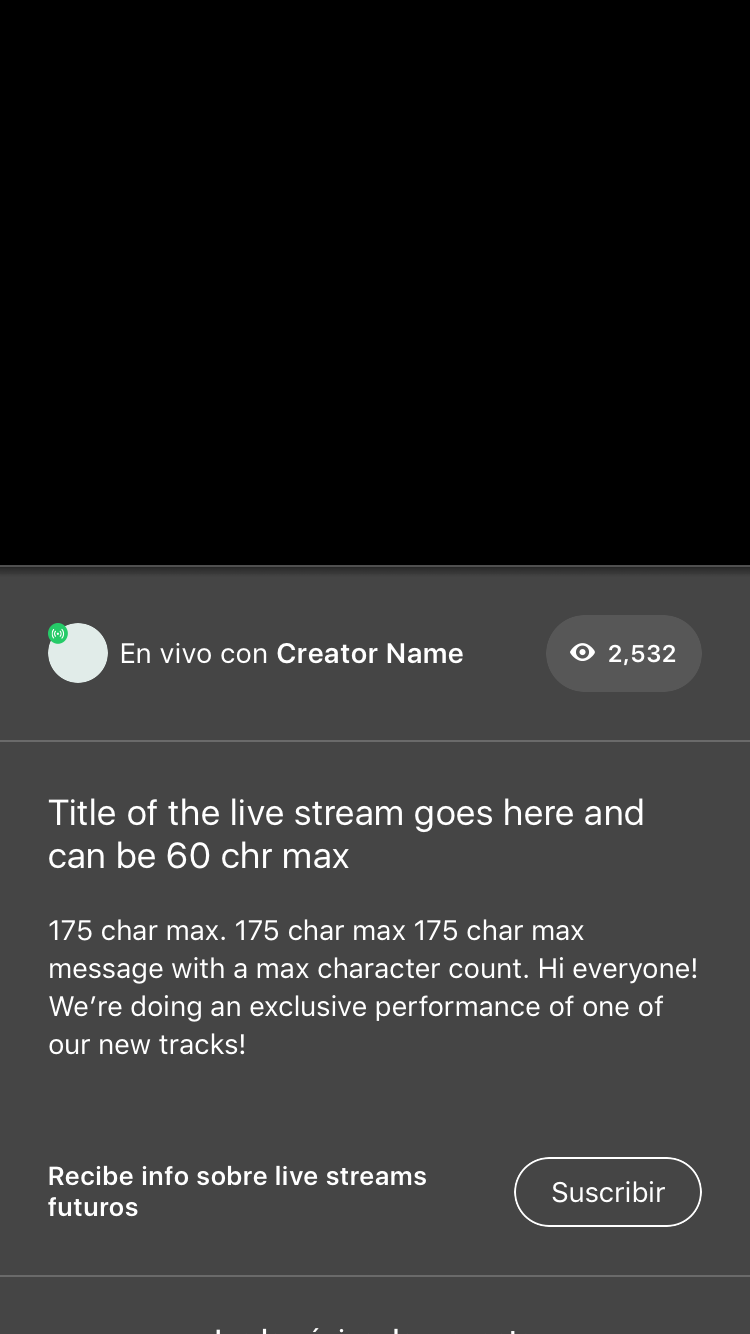 En vivo con Creator Name
2,532
Title of the live stream goes here and
can be 60 chr max
175 char max. 175 char max 175 char max
message with a max character count. Hi everyone!
We’re doing an exclusive performance of one of
our new tracks!
Recibe info sobre live streams
futuros
Suscribir